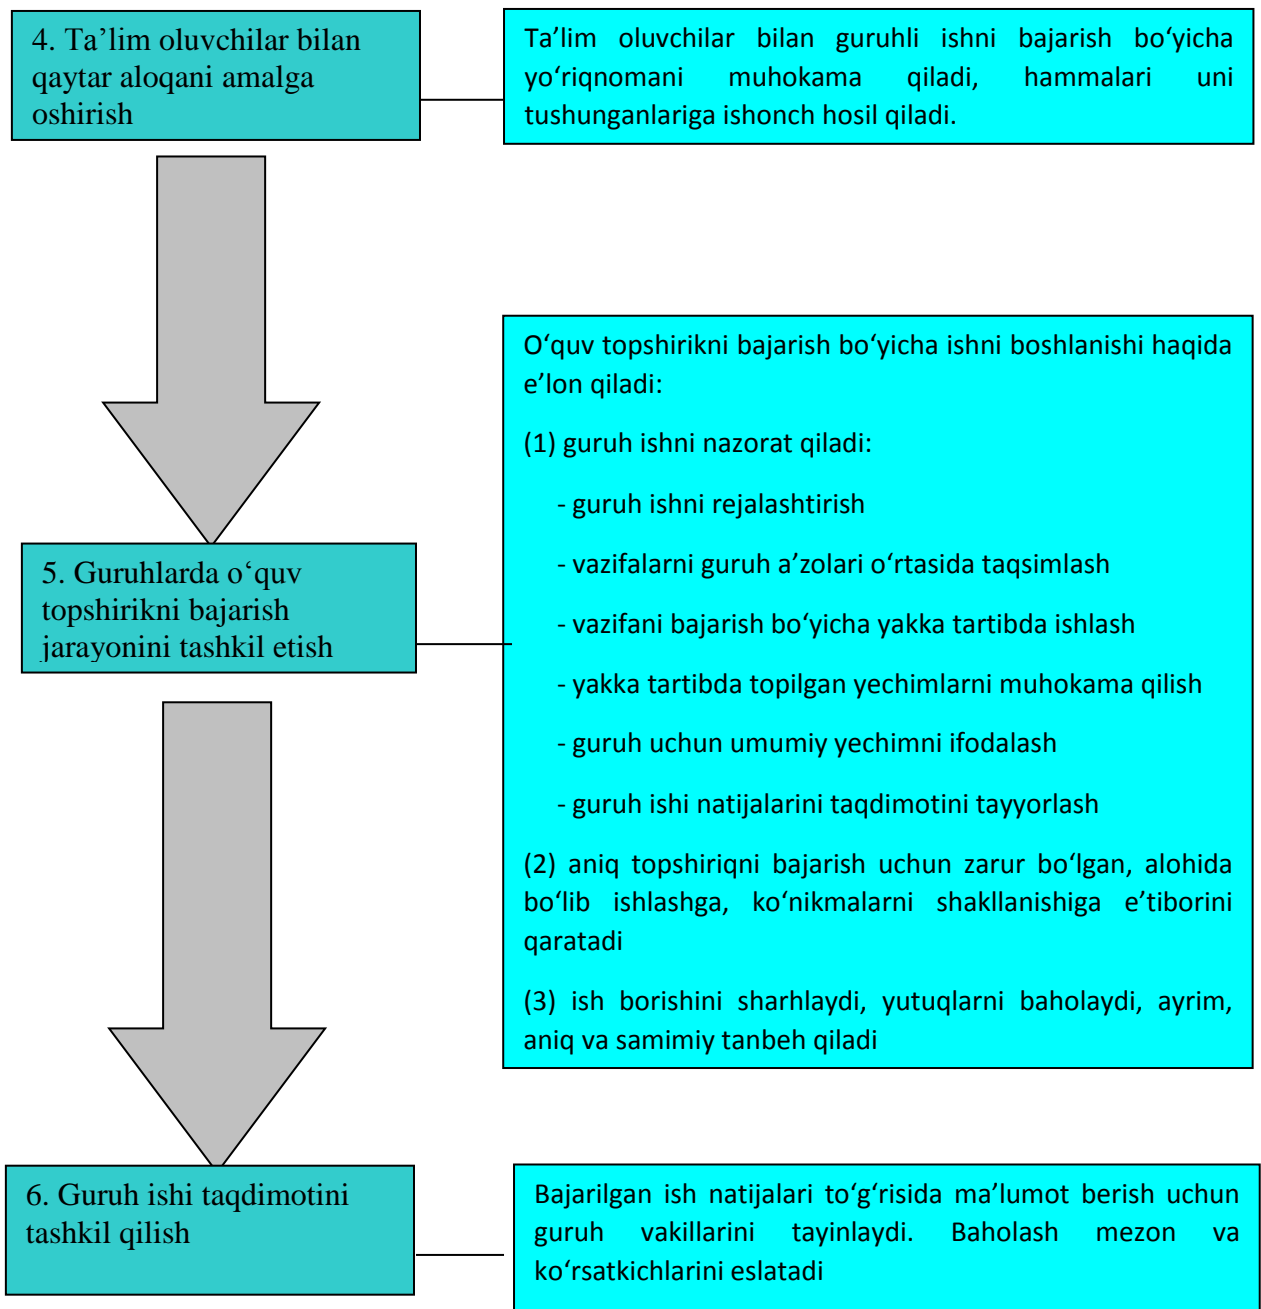 4. Ta’lim oluvchilar bilan
qaytar aloqani amalga
oshirish
Ta’lim oluvchilar bilan guruhli ishni bajarish bo‘yicha
yo‘riqnomani muhokama qiladi, hammalari uni
tushunganlariga ishonch hosil qiladi.
O‘quv topshirikni bajarish bo‘yicha ishni boshlanishi haqida
e’lon qiladi:
(1) guruh ishni nazorat qiladi:
- guruh ishni rejalashtirish
- vazifalarni guruh a’zolari o‘rtasida taqsimlash
- vazifani bajarish bo‘yicha yakka tartibda ishlash
- yakka tartibda topilgan yechimlarni muhokama qilish
- guruh uchun umumiy yechimni ifodalash
- guruh ishi natijalarini taqdimotini tayyorlash
(2) aniq topshiriqni bajarish uchun zarur bo‘lgan, alohida
bo‘lib ishlashga, ko‘nikmalarni shakllanishiga e’tiborini
qaratadi
(3) ish borishini sharhlaydi, yutuqlarni baholaydi, ayrim,
aniq va samimiy tanbeh qiladi
5. Guruhlarda o‘quv
topshirikni bajarish
jarayonini tashkil etish
6. Guruh ishi taqdimotini
tashkil qilish
Bajarilgan ish natijalari to‘g‘risida ma’lumot berish uchun
guruh vakillarini tayinlaydi. Baholash mezon va
ko‘rsatkichlarini eslatadi